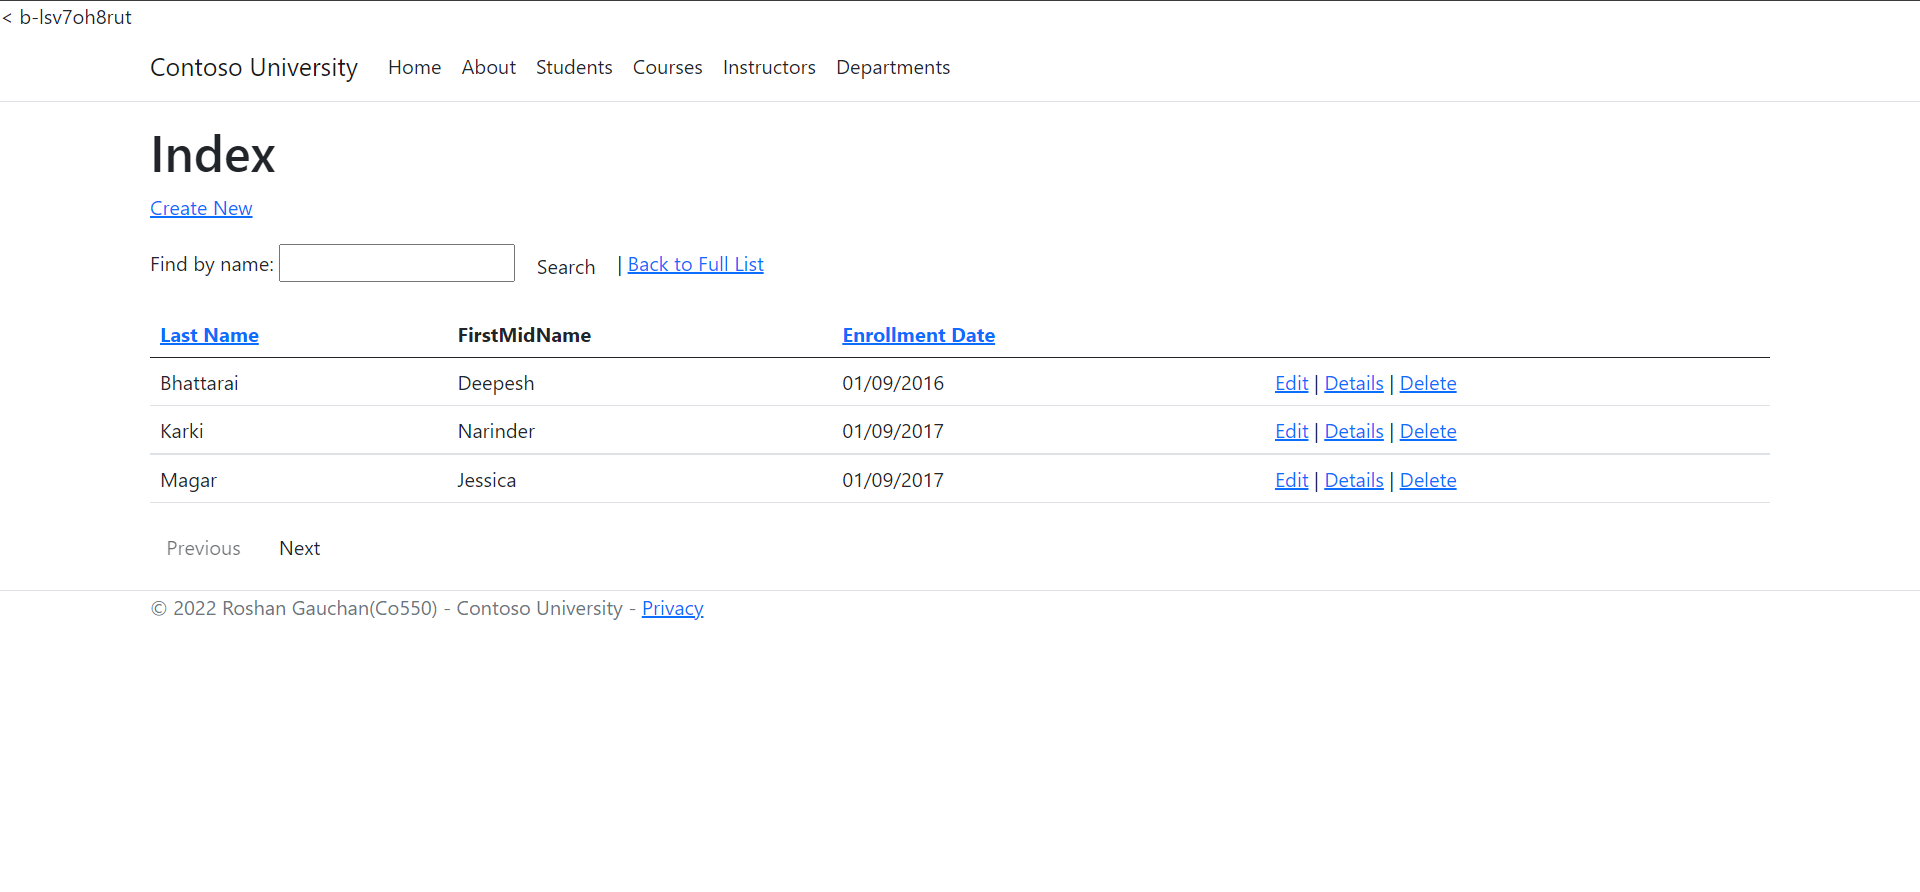 < b-lsv7oh8rut
Contoso University Home About Students Courses Instructors Departments
Index
Create New
Find by name: Search | Back to Full List
Last Name FirstMidName Enrollment Date
Bhattarai Deepesh 01/09/2016 Edit | Details | Delete
Karki Narinder 01/09/2017 Edit | Details | Delete
Magar Jessica 01/09/2017 Edit | Details | Delete
Previous Next
© 2022 Roshan Gauchan(Co550) - Contoso University - Privacy